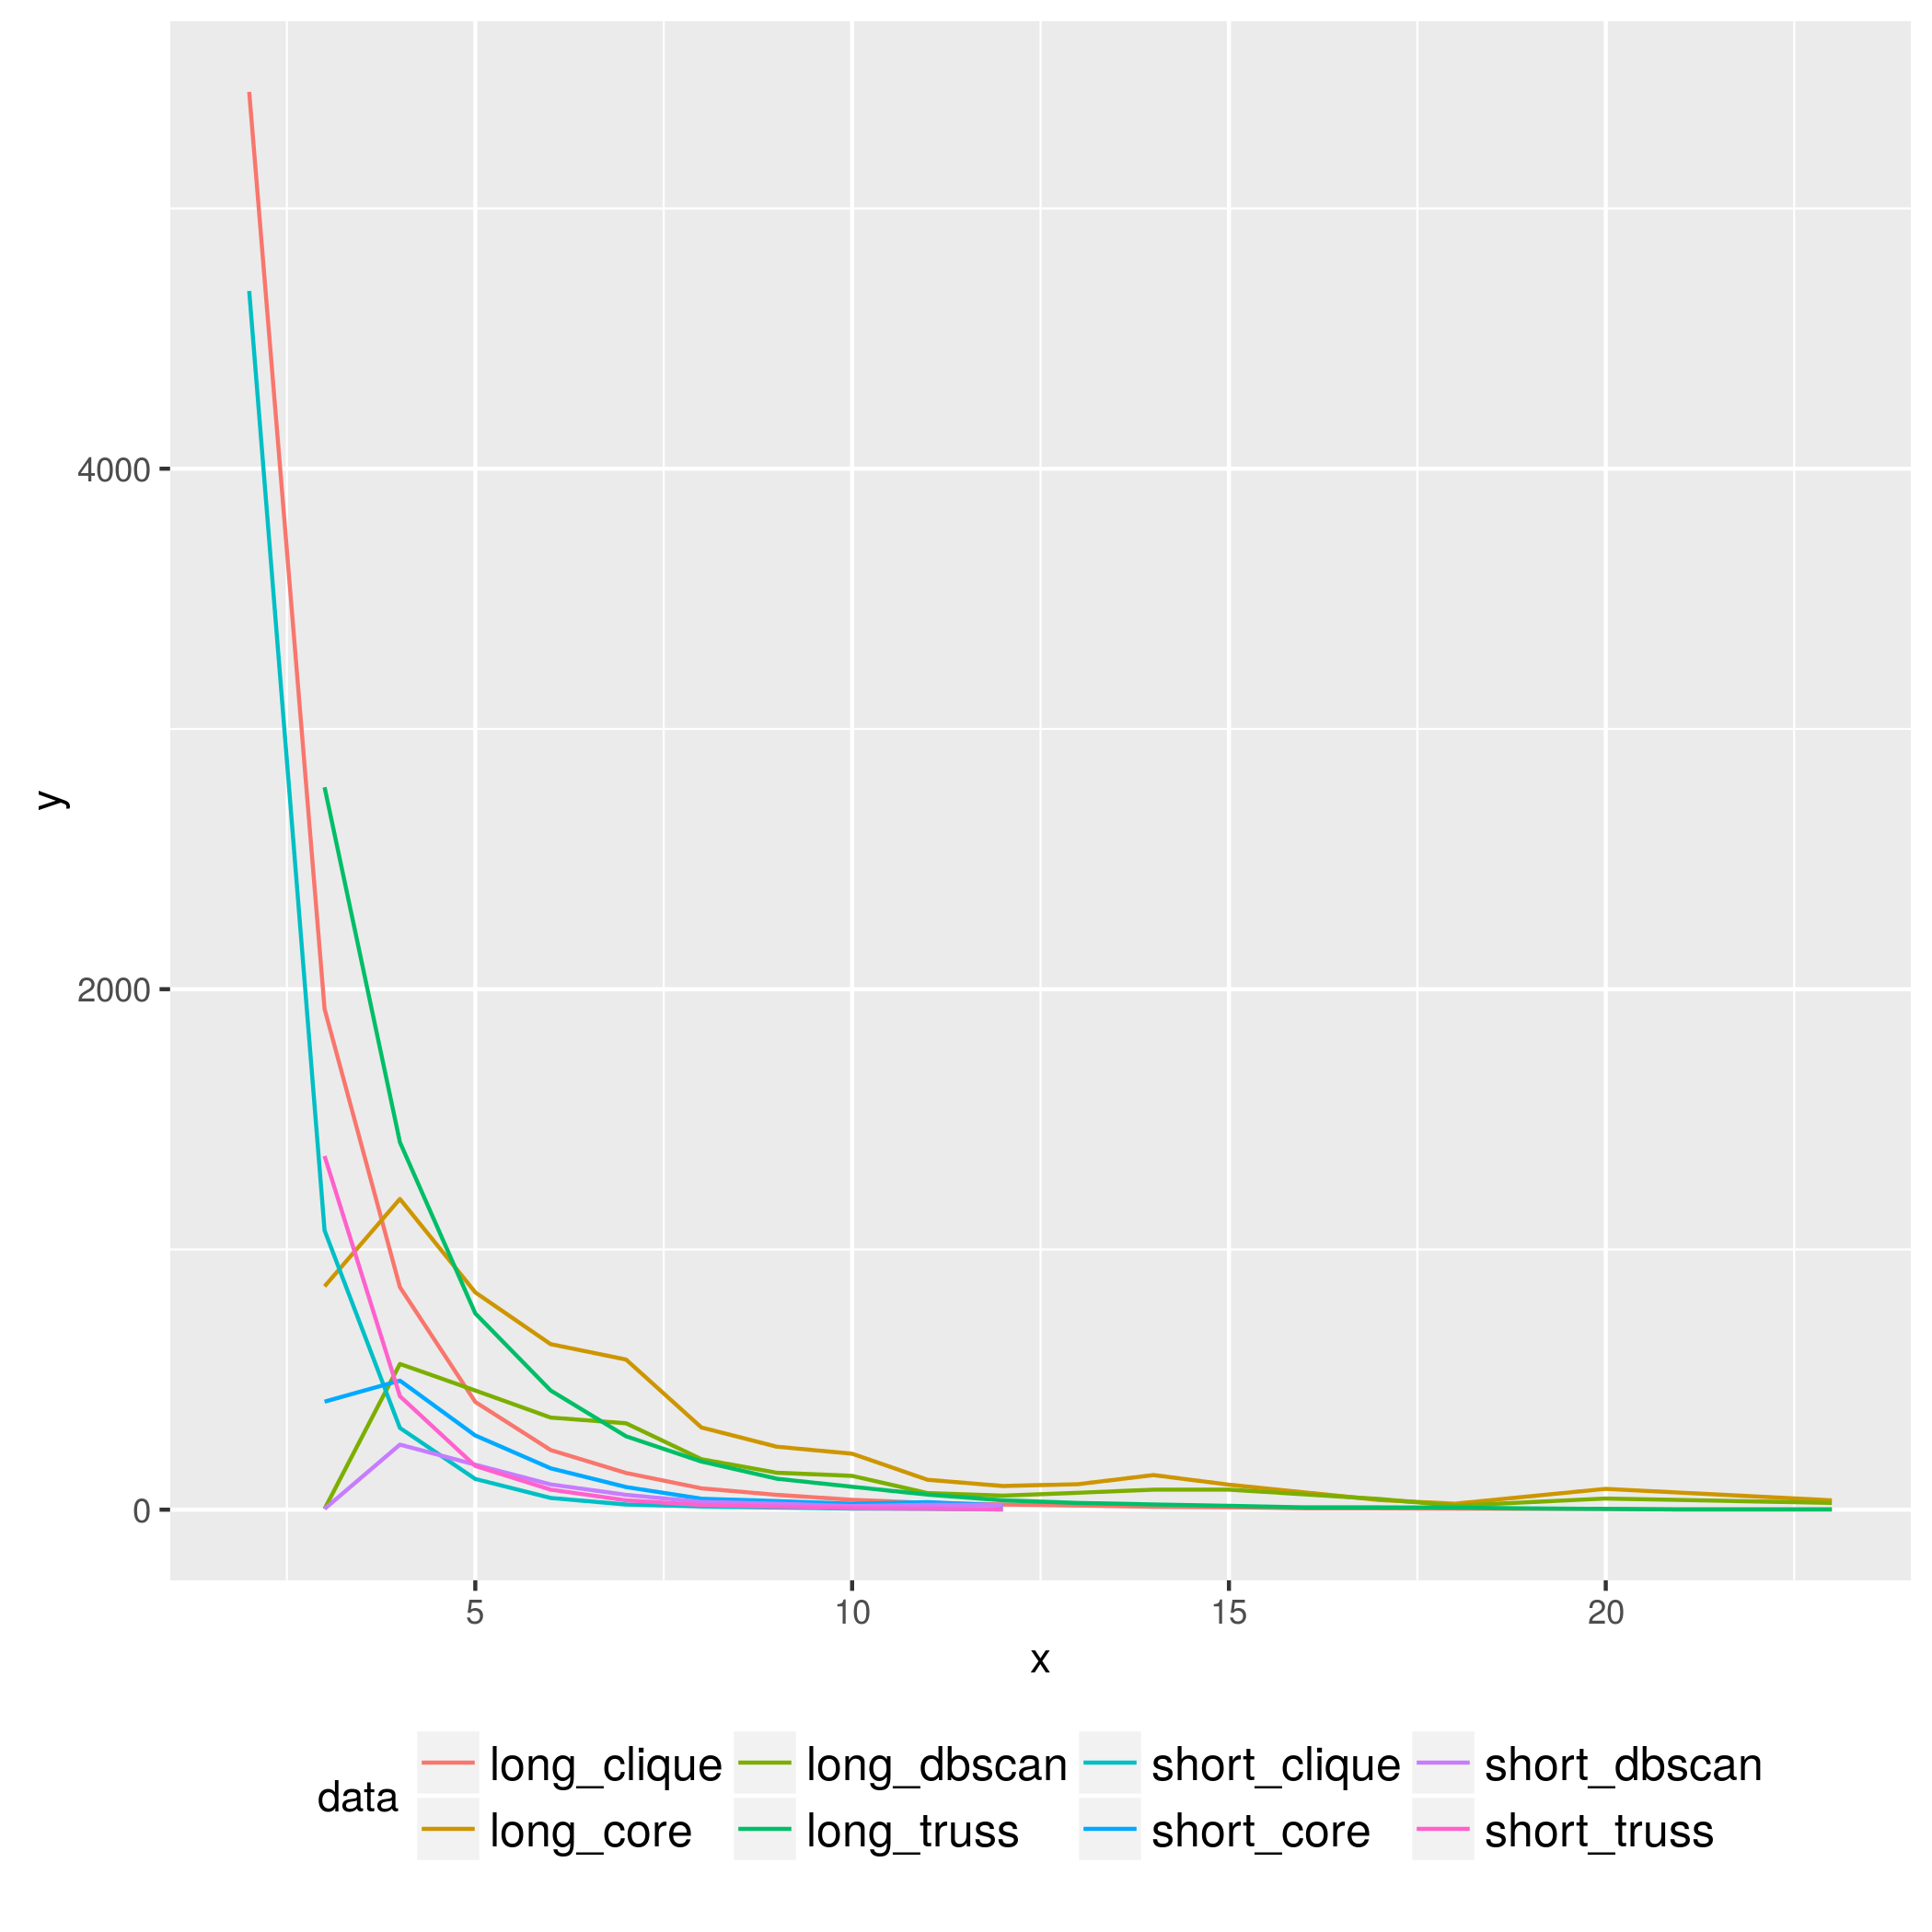 y
4000
2000
0
5 10 15 20
x
data
long_clique long_dbscan short_clique short_dbscan
long_core long_truss short_core short_truss